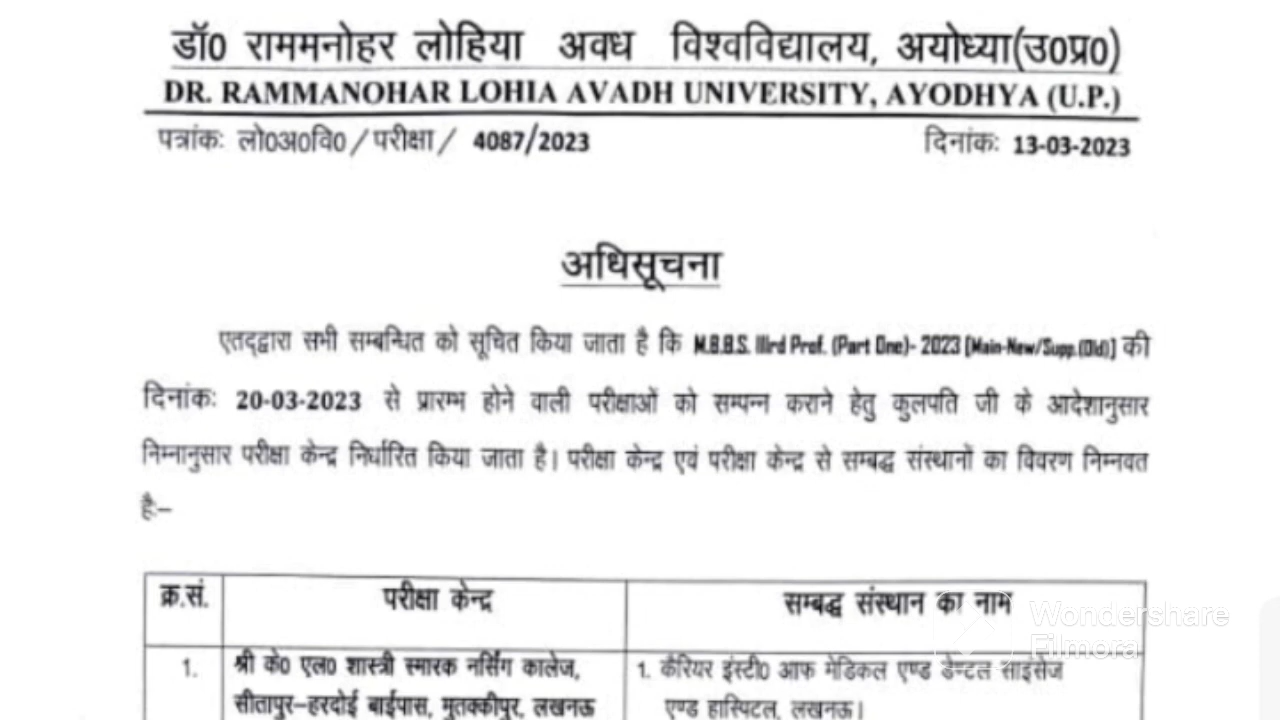 डॉ0 राममनोहर लोहिया अवध विश्वविद्यालय, अयोध्या(उ0प्र0)
DR. RAMMANOHAR LOHIA AVADH UNIVERSITY, AYODHYA (U.P.)
पत्रांकः लो0अ0वि0/परीक्षा/ 4087/2023 दिनांकः 13-03-2023
अधिसूचना
एतद्द्वारा सभी सम्बन्धित को सूचित किया जाता है कि M.B.B.S. IIIrd Prof. (Part One)- 2023 [Main-New/Supp.(Old)] की
दिनांकः 20-03-2023 से प्रारम्भ होने वाली परीक्षाओं को सम्पन्न कराने हेतु कुलपति जी के आदेशानुसार
निम्नानुसार परीक्षा केन्द्र निर्धारित किया जाता है। परीक्षा केन्द्र एवं परीक्षा केन्द्र से सम्बद्ध संस्थानों का विवरण निम्नवत
है:–
क्र.सं. परीक्षा केन्द्र सम्बद्ध संस्थान का नाम
1. श्री के0 एल0 शास्त्री स्मारक नर्सिंग कालेज, 1. कॅरियर इंस्टी0 आफ मेडिकल एण्ड डेन्टल साइंसेज
सीतापुर–हरदोई बाईपास, मुतक्कीपुर, लखनऊ एण्ड हास्पिटल, लखनऊ।
Wondershare
Filmora